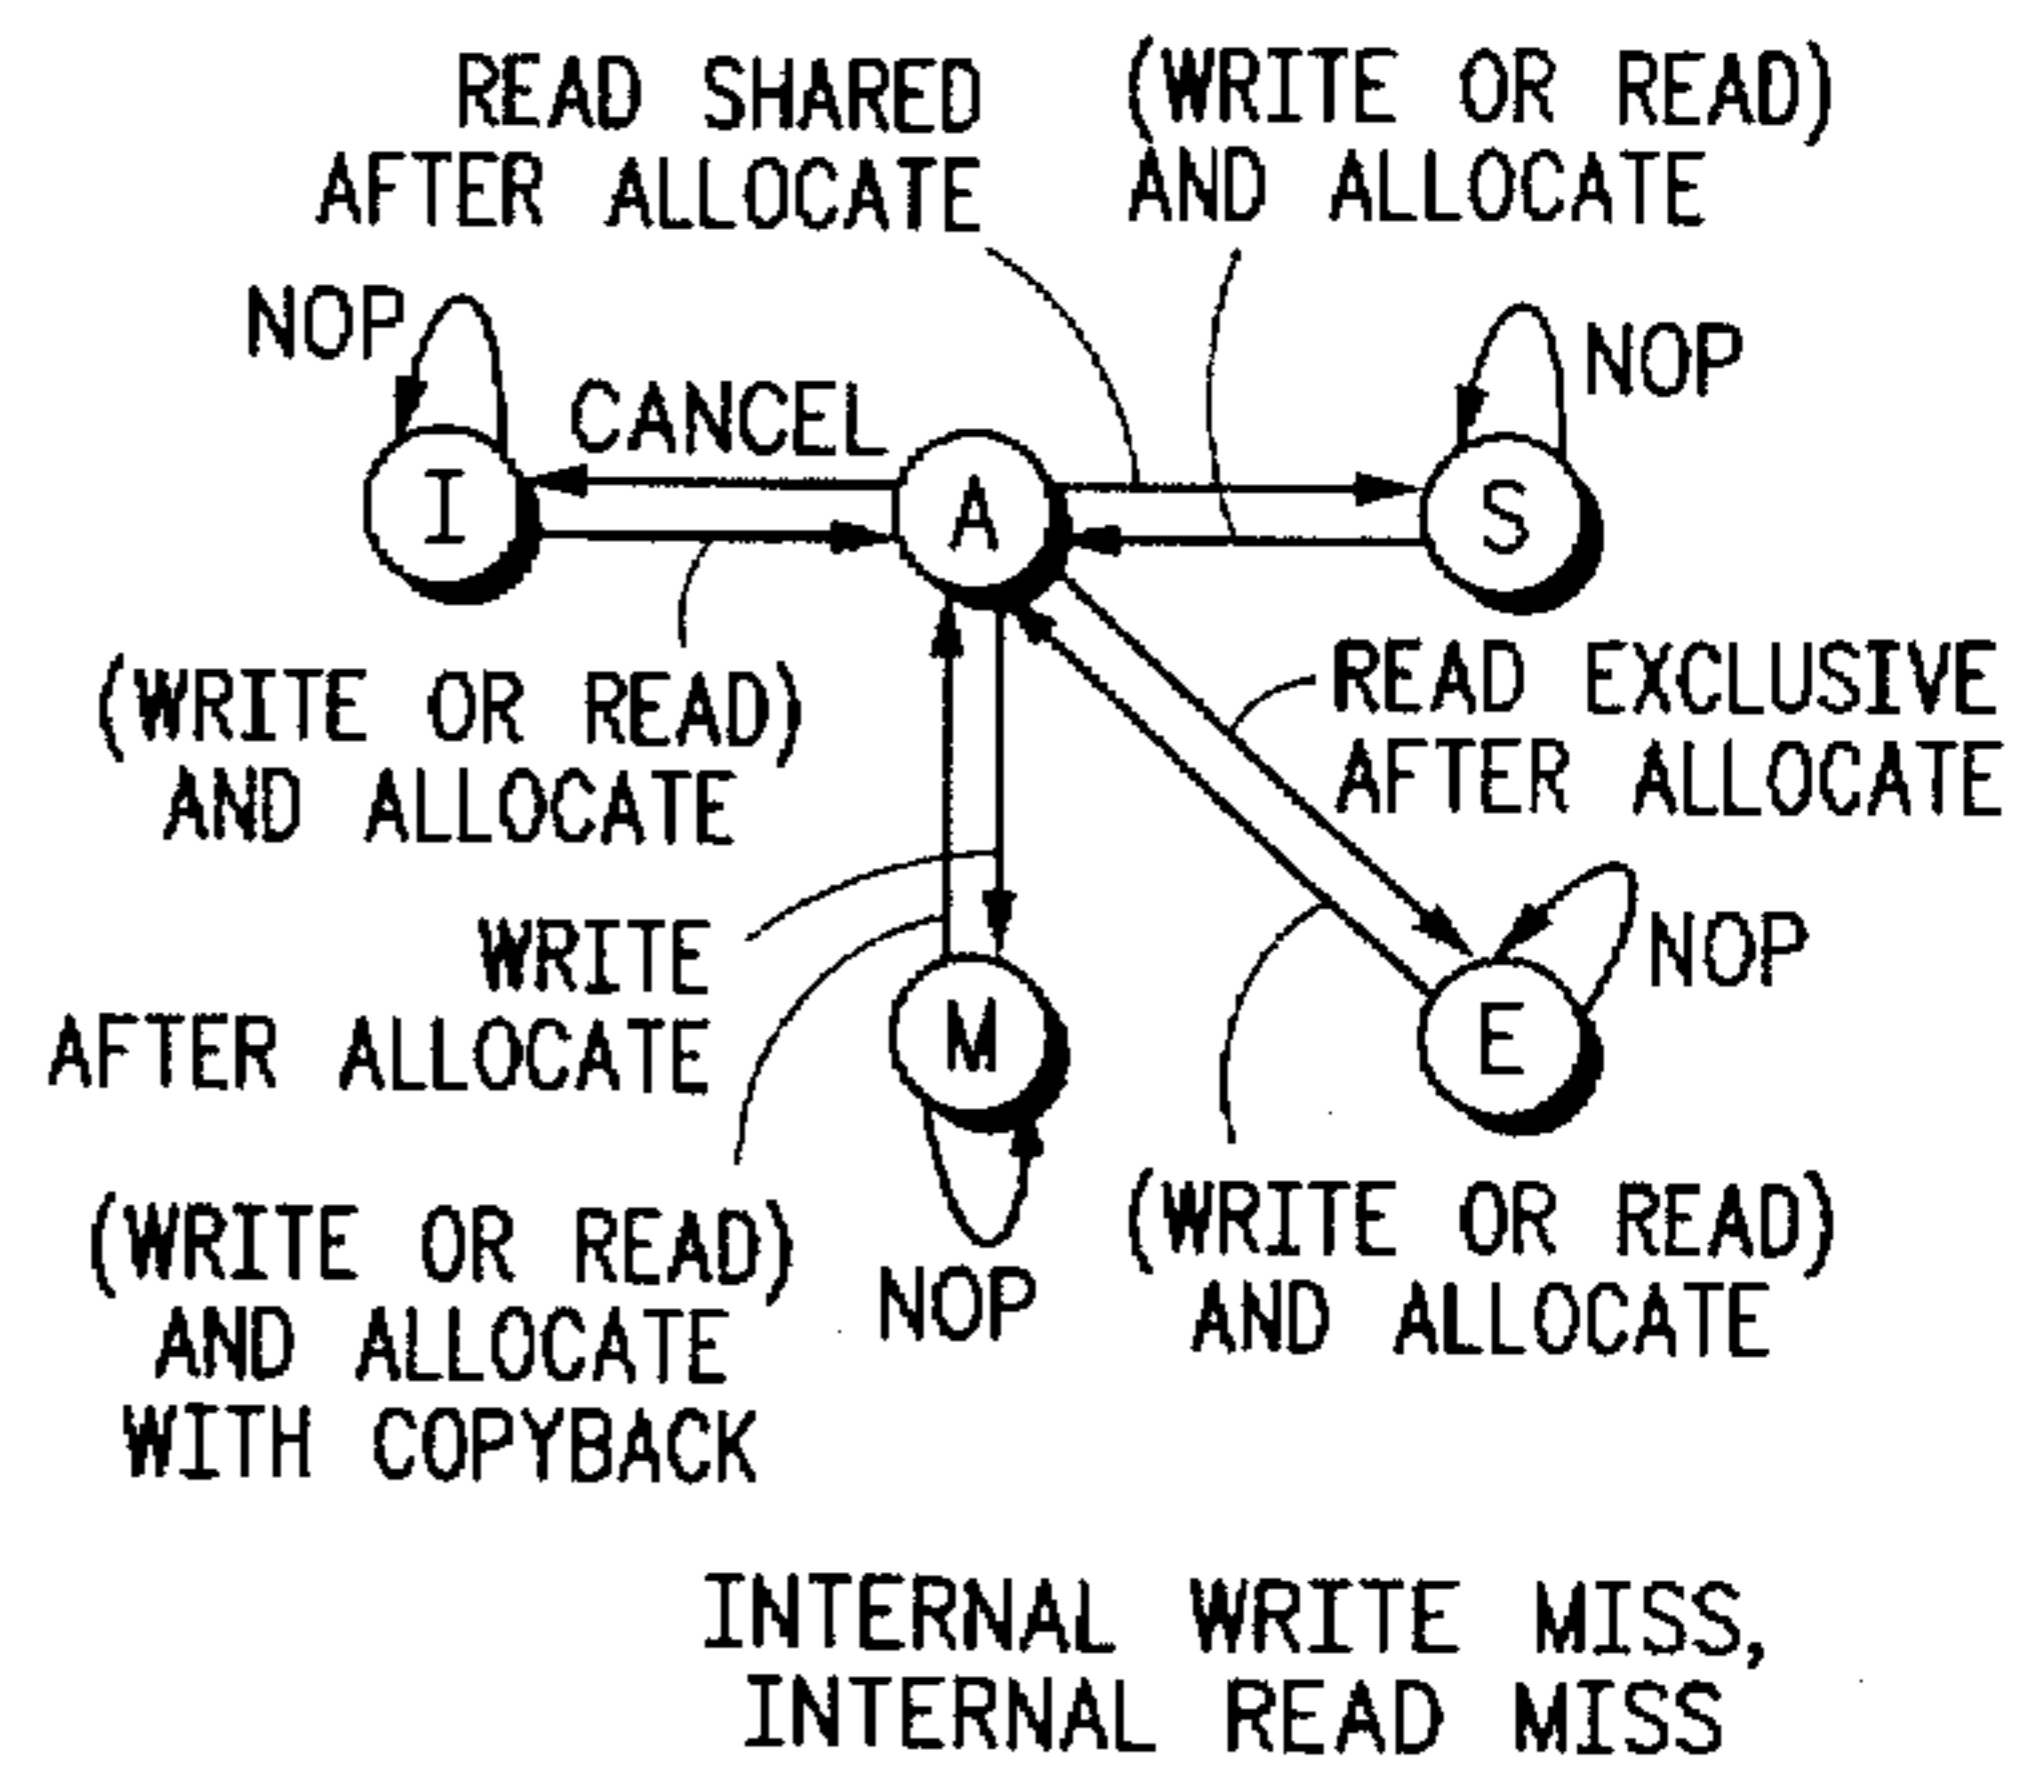 READ SHARED
AFTER ALLOCATE
(WRITE OR READ)
AND ALLOCATE
NOP
CANCEL
NOP
I
A
S
(WRITE OR READ)
AND ALLOCATE
READ EXCLUSIVE
AFTER ALLOCATE
WRITE
AFTER ALLOCATE
NOP
M
E
(WRITE OR READ)
AND ALLOCATE
WITH COPYBACK
NOP
(WRITE OR READ)
AND ALLOCATE
INTERNAL WRITE MISS,
INTERNAL READ MISS